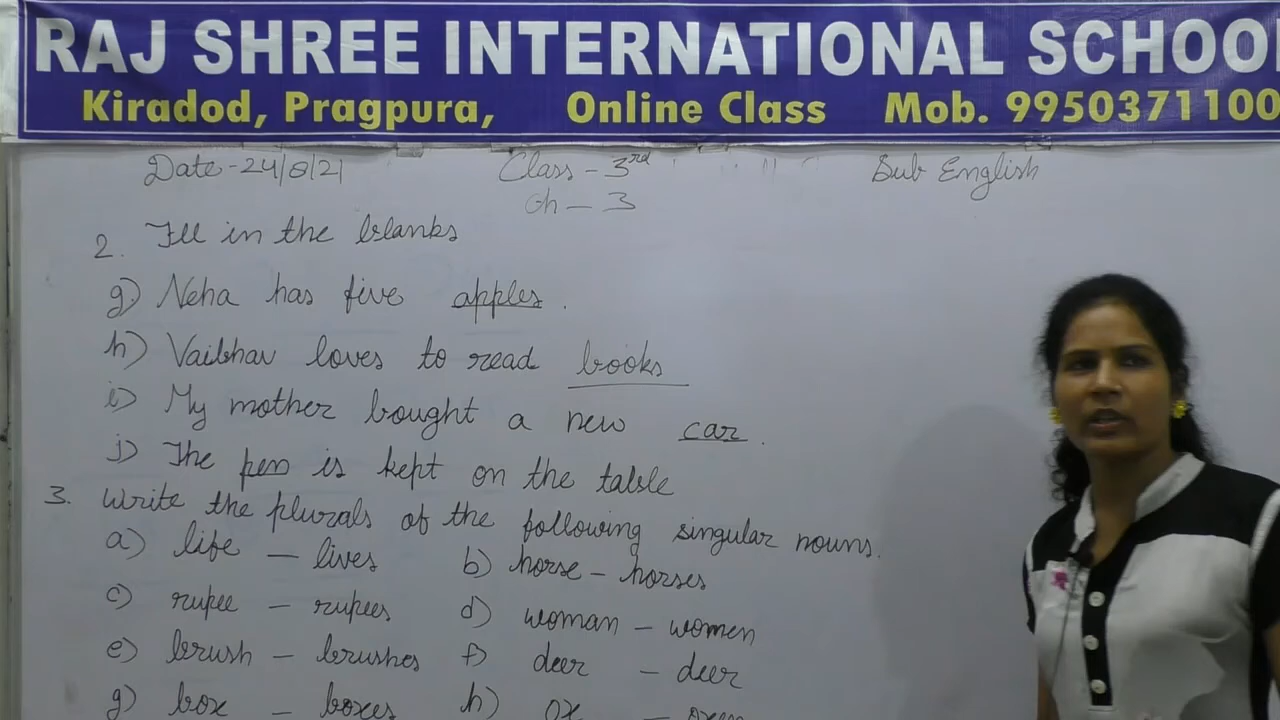 RAJ SHREE INTERNATIONAL SCHOOL
Kiradod, Pragpura, Online Class Mob. 9950371100
Date-24/8/21 Class-3rd Sub English
Ch-3
2. Fill in the blanks
g) Neha has five apples.
h) Vaibhav loves to read books
i) My mother bought a new car.
j) The pen is kept on the table
3. Write the plurals of the following singular nouns.
a) life - lives b) horse - horses
c) rupee - rupees d) woman - women
e) brush - brushes f) deer - deer
g) box - boxes h) ox - oxen